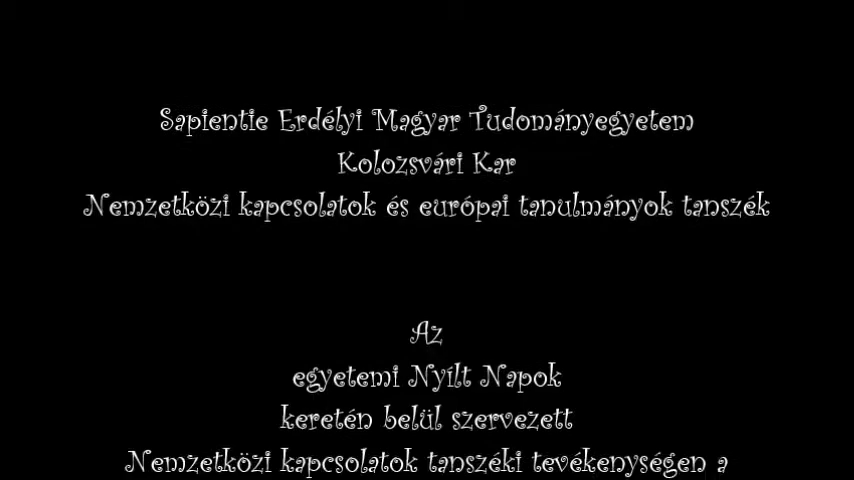 Sapientie Erdélyi Magyar Tudományegyetem
Kolozsvári Kar
Nemzetközi kapcsolatok és európai tanulmányok tanszék
Az
egyetemi Nyílt Napok
keretén belül szervezett
Nemzetközi kapcsolatok tanszéki tevékenységen a